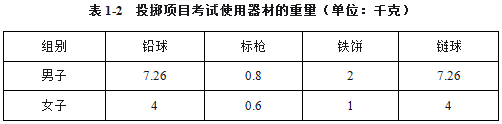 表 1-2 投掷项目考试使用器材的重量（单位：千克）
组别 铅球 标枪 铁饼 链球
男子 7.26 0.8 2 7.26
女子 4 0.6 1 4